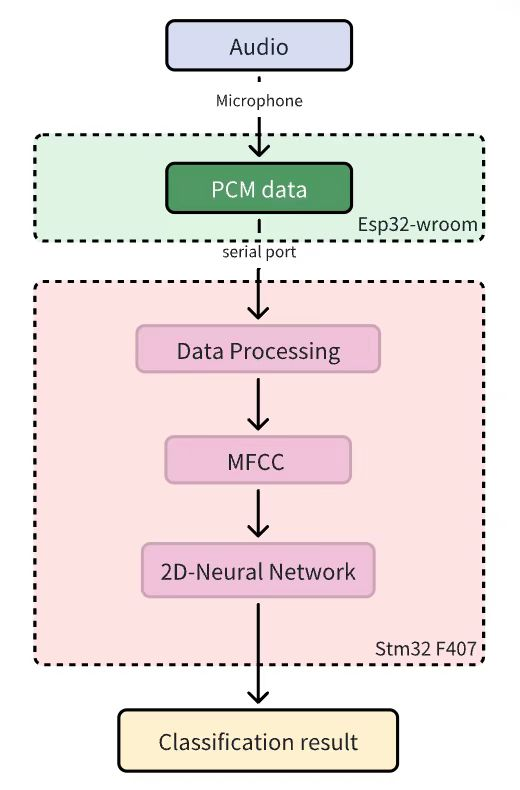 Audio
Microphone
PCM data
Esp32-wroom
serial port
Data Processing
MFCC
2D-Neural Network
Stm32 F407
Classification result